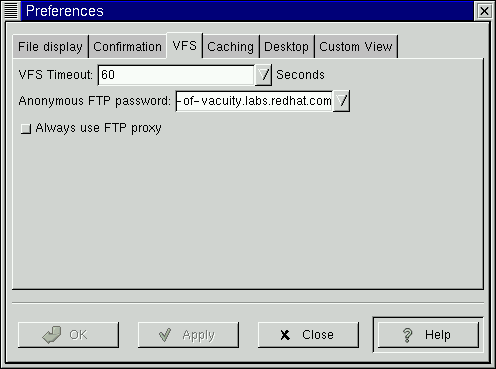 Preferences
File display Confirmation VFS Caching Desktop Custom View
VFS Timeout: 60 Seconds
Anonymous FTP password: -of-vacuity.labs.redhat.com
Always use FTP proxy
OK Apply Close Help